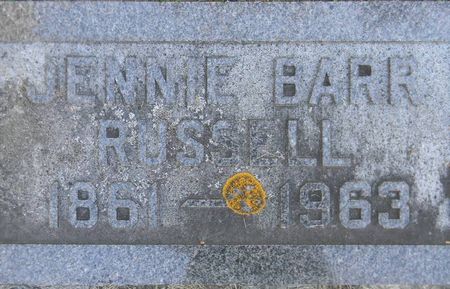 JENNIE BARR
RUSSELL
1861 - 1963